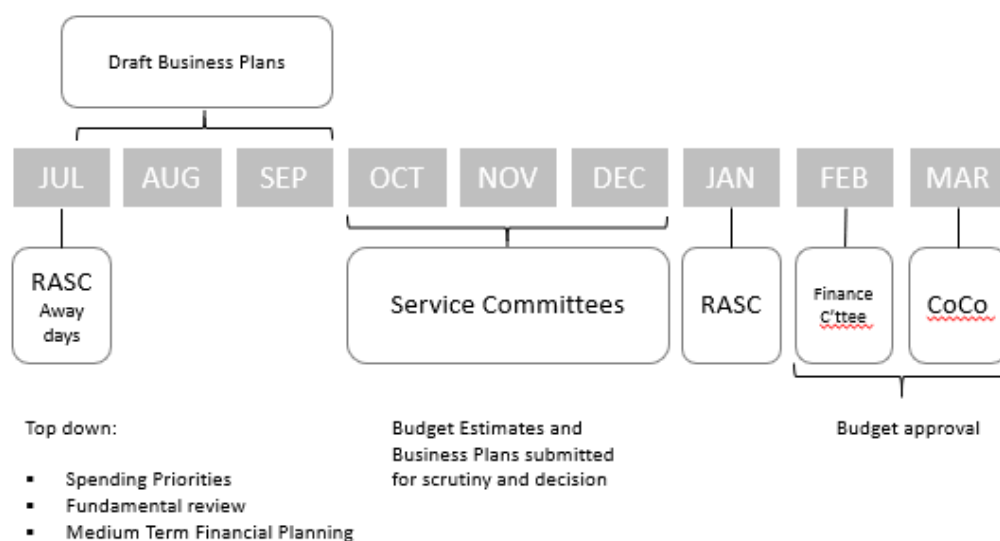 Draft Business Plans
JUL AUG SEP OCT NOV DEC JAN FEB MAR
RASC
Away
days
Service Committees
RASC
Finance
C'ttee
CoCo
Top down:
▪ Spending Priorities
▪ Fundamental review
▪ Medium Term Financial Planning
Budget Estimates and
Business Plans submitted
for scrutiny and decision
Budget approval